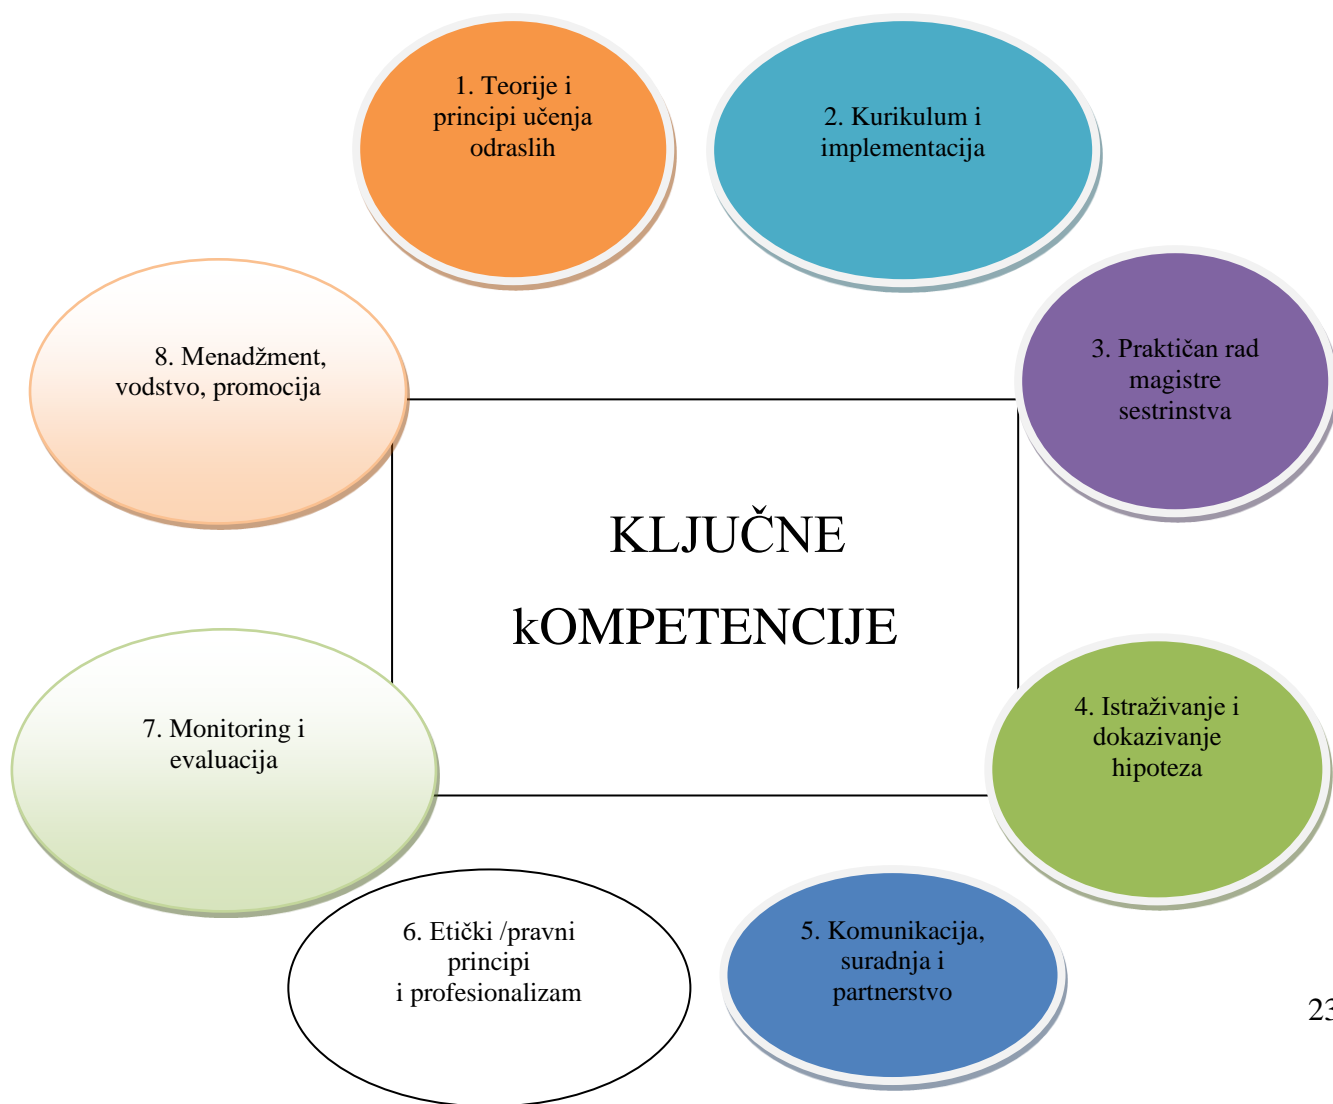 1. Teorije i
principi učenja
odraslih
2. Kurikulum i
implementacija
3. Praktičan rad
magistre
sestrinstva
8. Menadžment,
vodstvo, promocija
KLJUČNE
kOMPETENCIJE
4. Istraživanje i
dokazivanje
hipoteza
7. Monitoring i
evaluacija
6. Etički /pravni
principi
i profesionalizam
5. Komunikacija,
suradnja i
partnerstvo
23